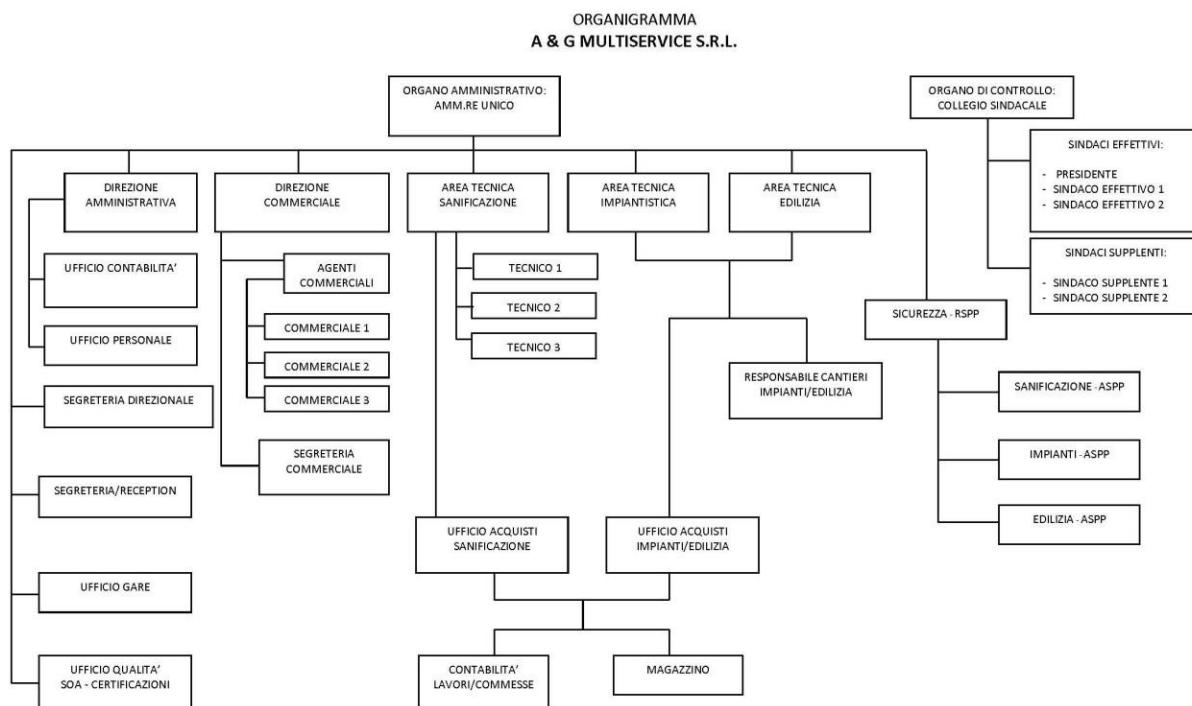 ORGANIGRAMMA
A & G MULTISERVICE S.R.L.
ORGANO AMMINISTRATIVO:
AMM.RE UNICO
ORGANO DI CONTROLLO:
COLLEGIO SINDACALE
SINDACI EFFETTIVI:
- PRESIDENTE
- SINDACO EFFETTIVO 1
- SINDACO EFFETTIVO 2
SINDACI SUPPLENTI:
- SINDACO SUPPLENTE 1
- SINDACO SUPPLENTE 2
DIREZIONE
AMMINISTRATIVA
DIREZIONE
COMMERCIALE
AREA TECNICA
SANIFICAZIONE
AREA TECNICA
IMPIANTISTICA
AREA TECNICA
EDILIZIA
UFFICIO CONTABILITA’
UFFICIO PERSONALE
SEGRETERIA DIREZIONALE
SEGRETERIA/RECEPTION
UFFICIO GARE
UFFICIO QUALITA’
SOA - CERTIFICAZIONI
AGENTI
COMMERCIALI
COMMERCIALE 1
COMMERCIALE 2
COMMERCIALE 3
SEGRETERIA
COMMERCIALE
TECNICO 1
TECNICO 2
TECNICO 3
RESPONSABILE CANTIERI
IMPIANTI/EDILIZIA
SICUREZZA - RSPP
SANIFICAZIONE - ASPP
IMPIANTI - ASPP
EDILIZIA - ASPP
UFFICIO ACQUISTI
SANIFICAZIONE
UFFICIO ACQUISTI
IMPIANTI/EDILIZIA
CONTABILITA’
LAVORI/COMMESSE
MAGAZZINO